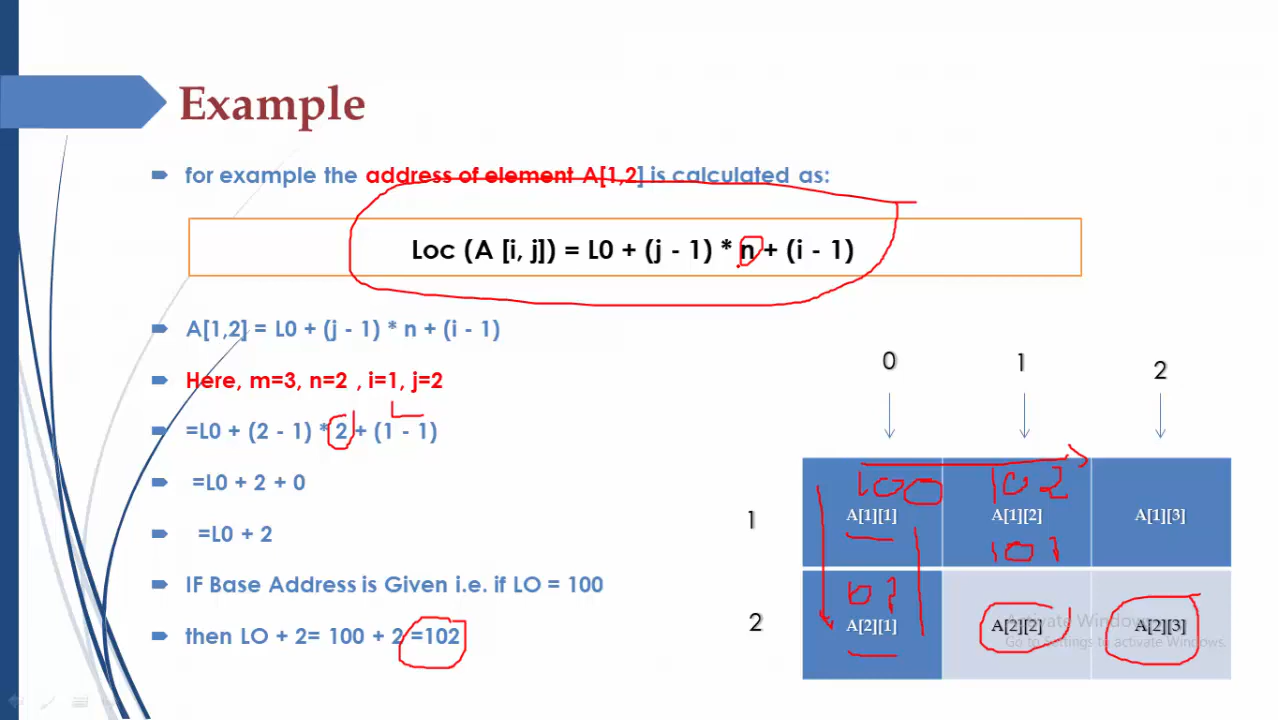 Example
for example the address of element A[1,2] is calculated as:
Loc (A [i, j]) = L0 + (j - 1) * n + (i - 1)
A[1,2] = L0 + (j - 1) * n + (i - 1)
Here, m=3, n=2 , i=1, j=2
=L0 + (2 - 1) * 2 + (1 - 1)
=L0 + 2 + 0
=L0 + 2
IF Base Address is Given i.e. if LO = 100
then LO + 2= 100 + 2 =102
0 1 2
100 102
1 A[1][1] A[1][2] A[1][3]
101
2 A[2][1] A[2][2] A[2][3]
Activate Windows
Go to Settings to activate Windows.